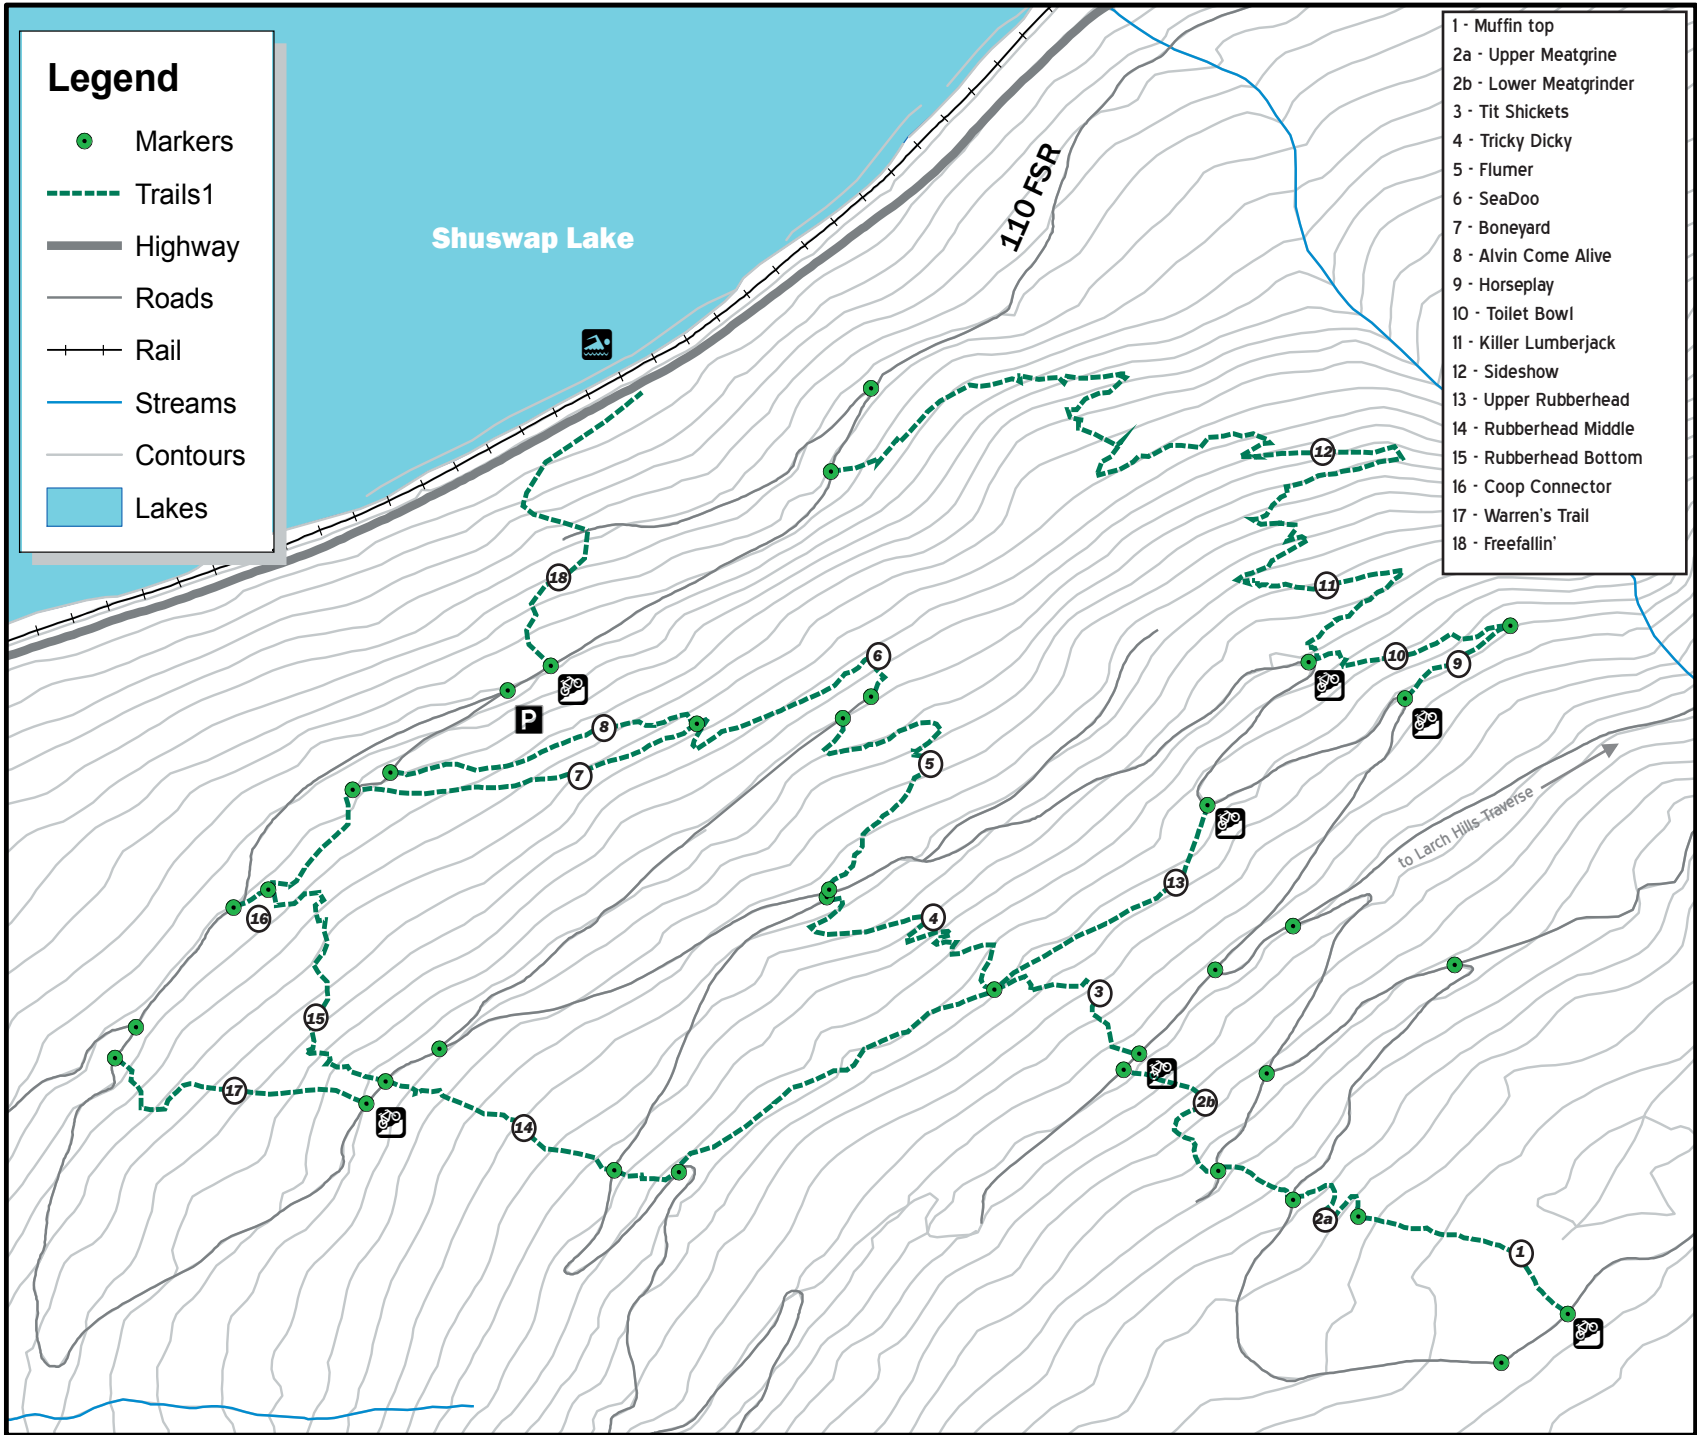 Legend
Markers
Trails1
Highway
Roads
Rail
Streams
Contours
Lakes
Shuswap Lake
110 FSR
1 - Muffin top
2a - Upper Meatgrine
2b - Lower Meatgrinder
3 - Tit Shickets
4 - Tricky Dicky
5 - Flumer
6 - SeaDoo
7 - Boneyard
8 - Alvin Come Alive
9 - Horseplay
10 - Toilet Bowl
11 - Killer Lumberjack
12 - Sideshow
13 - Upper Rubberhead
14 - Rubberhead Middle
15 - Rubberhead Bottom
16 - Coop Connector
17 - Warren's Trail
18 - Freefallin'
12
18
11
6
10
9
P
8
7
5
to Larch Hills Traverse
13
16
4
3
15
17
2b
14
2a
1